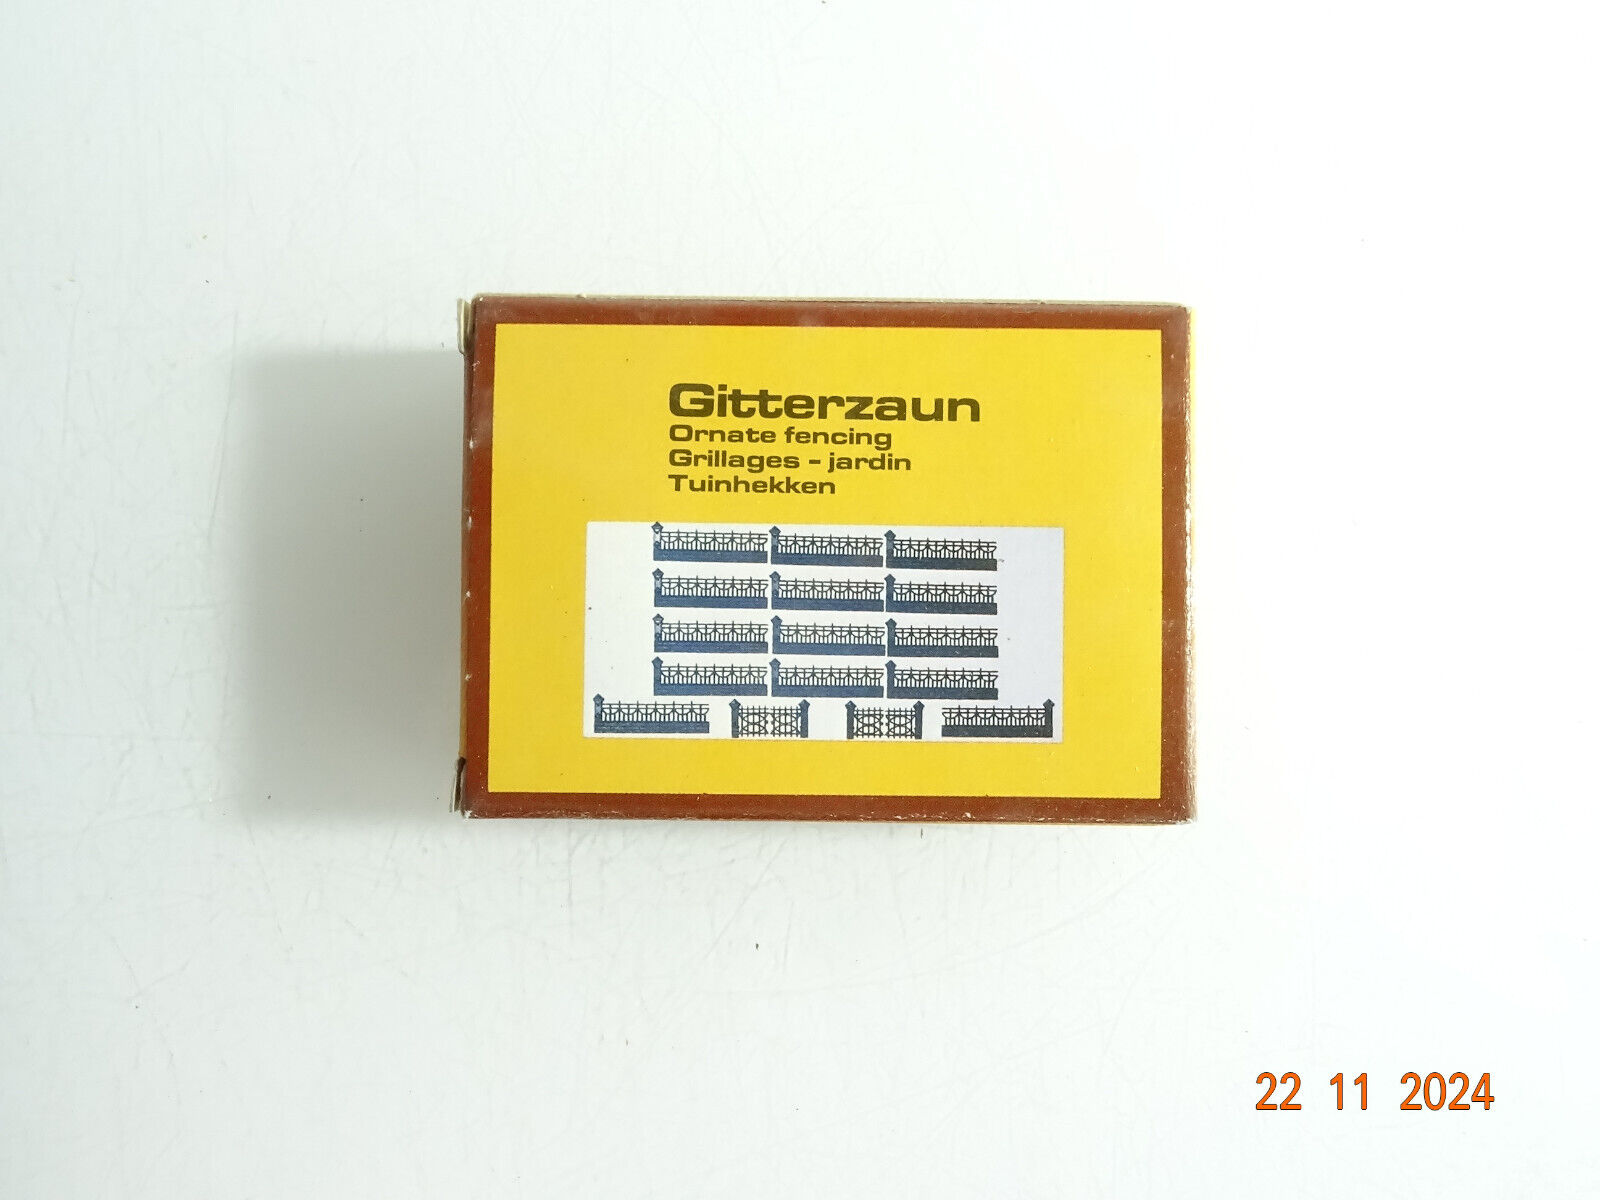 Gitterzaun
Ornate fencing
Grillages - jardin
Tuinhekken
22 11 2024